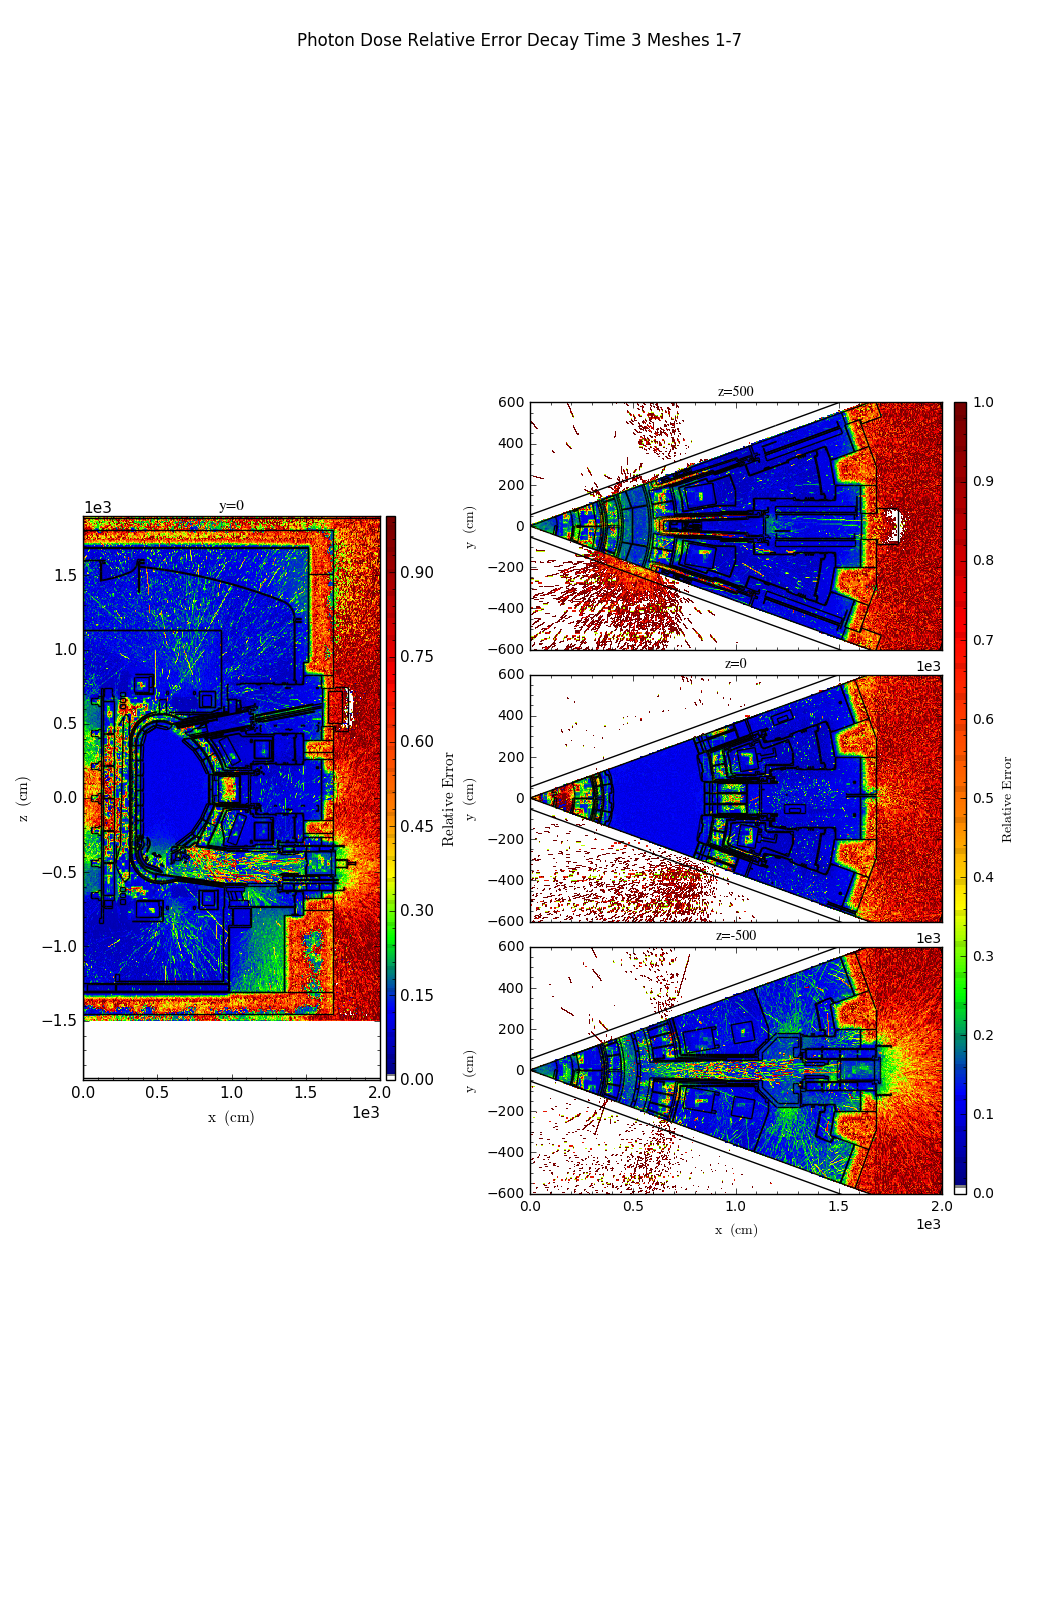 Photon Dose Relative Error Decay Time 3 Meshes 1-7
1e3
y=0
1.5
1.0
0.5
0.0
−0.5
−1.0
−1.5
z (cm)
0.0 0.5 1.0 1.5 2.0
1e3
x (cm)
0.90
0.75
0.60
0.45
0.30
0.15
0.00
Relative Error
z=500
600
400
200
0
−200
−400
−600
y (cm)
1e3
z=0
600
400
200
0
−200
−400
−600
y (cm)
1e3
z=-500
600
400
200
0
−200
−400
−600
y (cm)
0.0 0.5 1.0 1.5 2.0
1e3
x (cm)
1.0
0.9
0.8
0.7
0.6
0.5
0.4
0.3
0.2
0.1
0.0
Relative Error